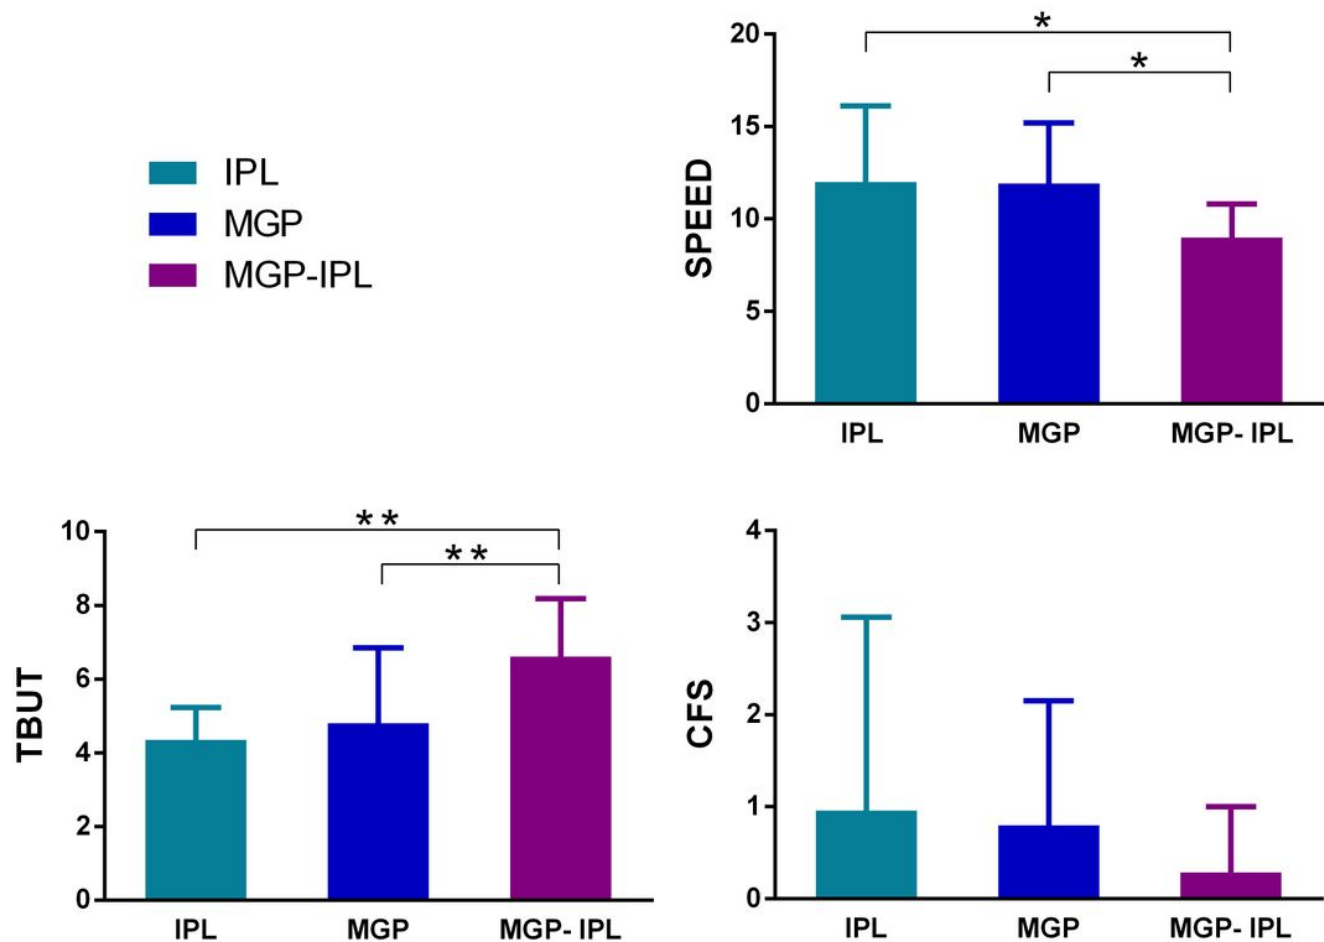 IPL
MGP
MGP-IPL
SPEED
20
15
10
5
0
*
*
IPL MGP MGP- IPL
TBUT
10
8
6
4
2
0
**
**
IPL MGP MGP- IPL
CFS
4
3
2
1
0
IPL MGP MGP- IPL